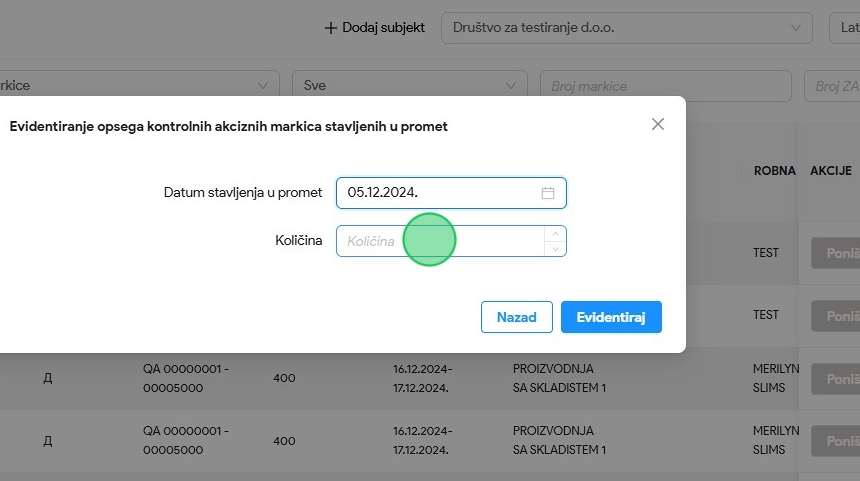 + Dodaj subjekt
Društvo za testiranje d.o.o.
Lat
rkice
Sve
Broj markice
Broj ZA
Evidentiranje opsega kontrolnih akciznih markica stavljenih u promet
ROBNA
AKCIJE
Datum stavljenja u promet
05.12.2024.
Količina
Količina
TEST
Poniš
Nazad
Evidentiraj
TEST
Poniš
Д
QA 00000001 -
00005000
400
16.12.2024-
17.12.2024.
PROIZVODNJA
SA SKLADISTEM 1
MERILYN
SLIMS
Poniš
Д
QA 00000001 -
00005000
400
16.12.2024-
17.12.2024.
PROIZVODNJA
SA SKLADISTEM 1
MERILYN
SLIMS
Poniš